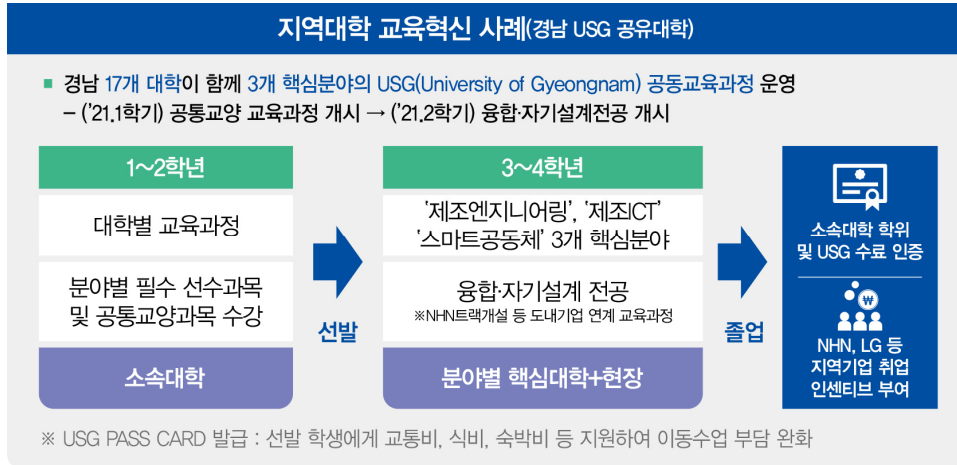 지역대학 교육혁신 사례(경남 USG 공유대학)
■ 경남 17개 대학이 함께 3개 핵심분야의 USG(University of Gyeongnam) 공동교육과정 운영
– ('21.1학기) 공통교양 교육과정 개시 → ('21.2학기) 융합·자기설계전공 개시
1~2학년
대학별 교육과정
분야별 필수 선수과목
및 공통교양과목 수강
소속대학
선발
3~4학년
'제조엔지니어링', '제조ICT'
'스마트공동체' 3개 핵심분야
융합·자기설계 전공
※NHN트랙개설 등 도내기업 연계 교육과정
분야별 핵심대학+현장
졸업
소속대학 학위
및 USG 수료 인증
₩
NHN, LG 등
지역기업 취업
인센티브 부여
※ USG PASS CARD 발급 : 선발 학생에게 교통비, 식비, 숙박비 등 지원하여 이동수업 부담 완화